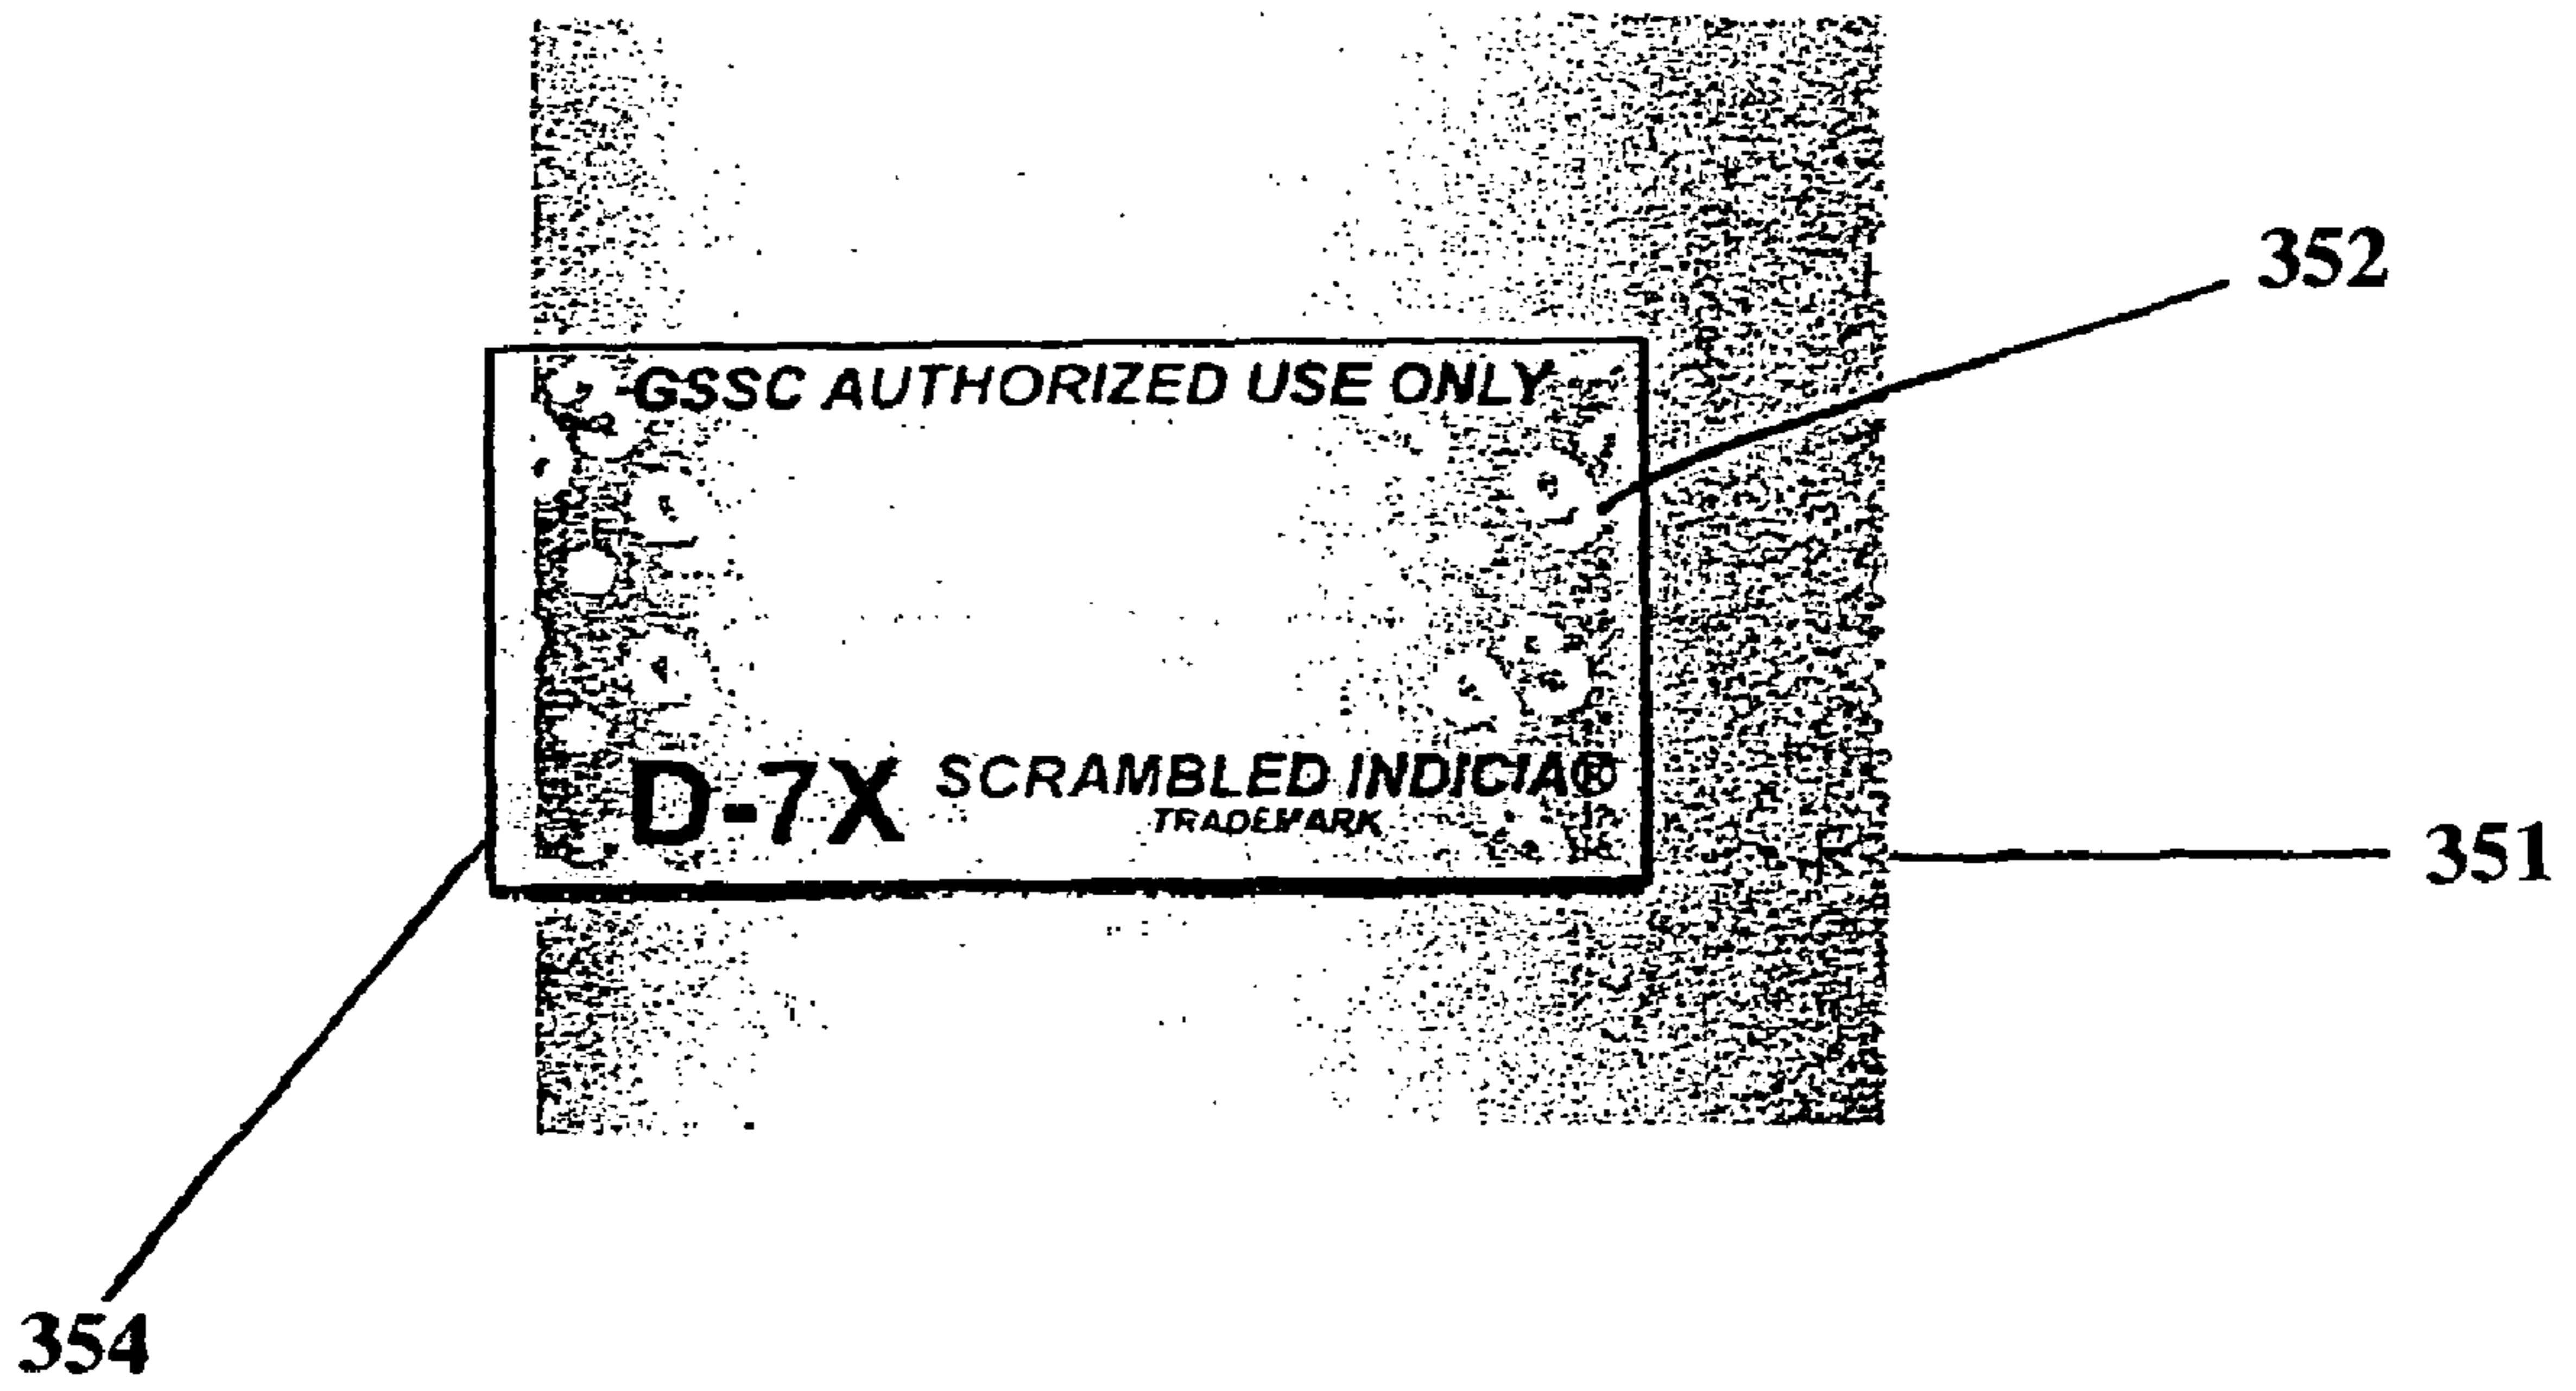 352
GSSC AUTHORIZED USE ONLY
D-7X SCRAMBLED INDICIA®
TRADEMARK
351
354